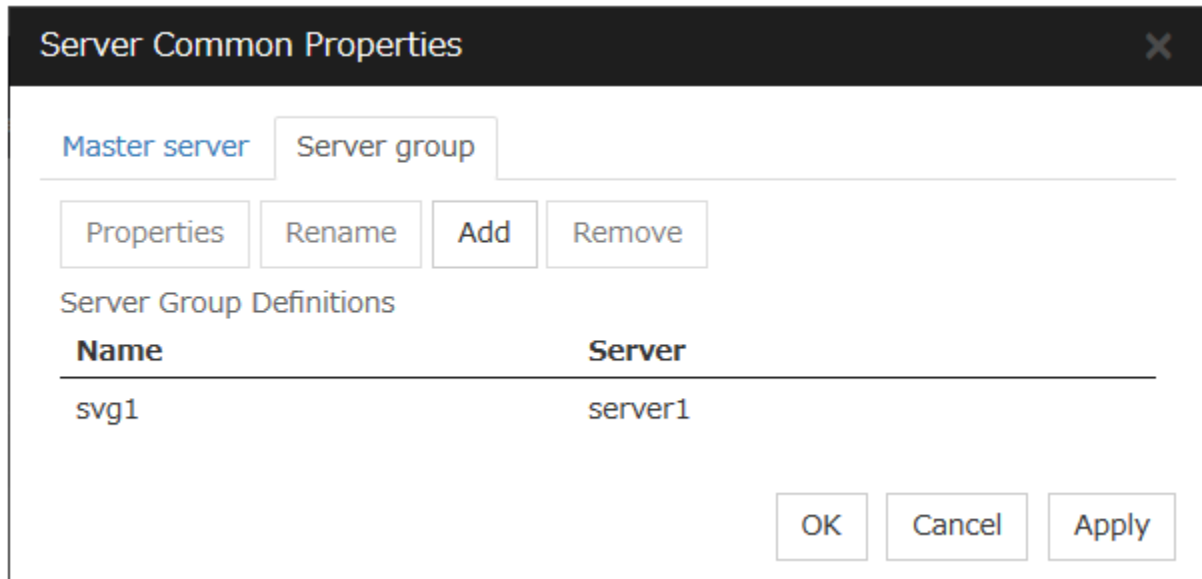 Server Common Properties
Master server Server group
Properties Rename Add Remove
Server Group Definitions
Name Server
svg1 server1
OK Cancel Apply